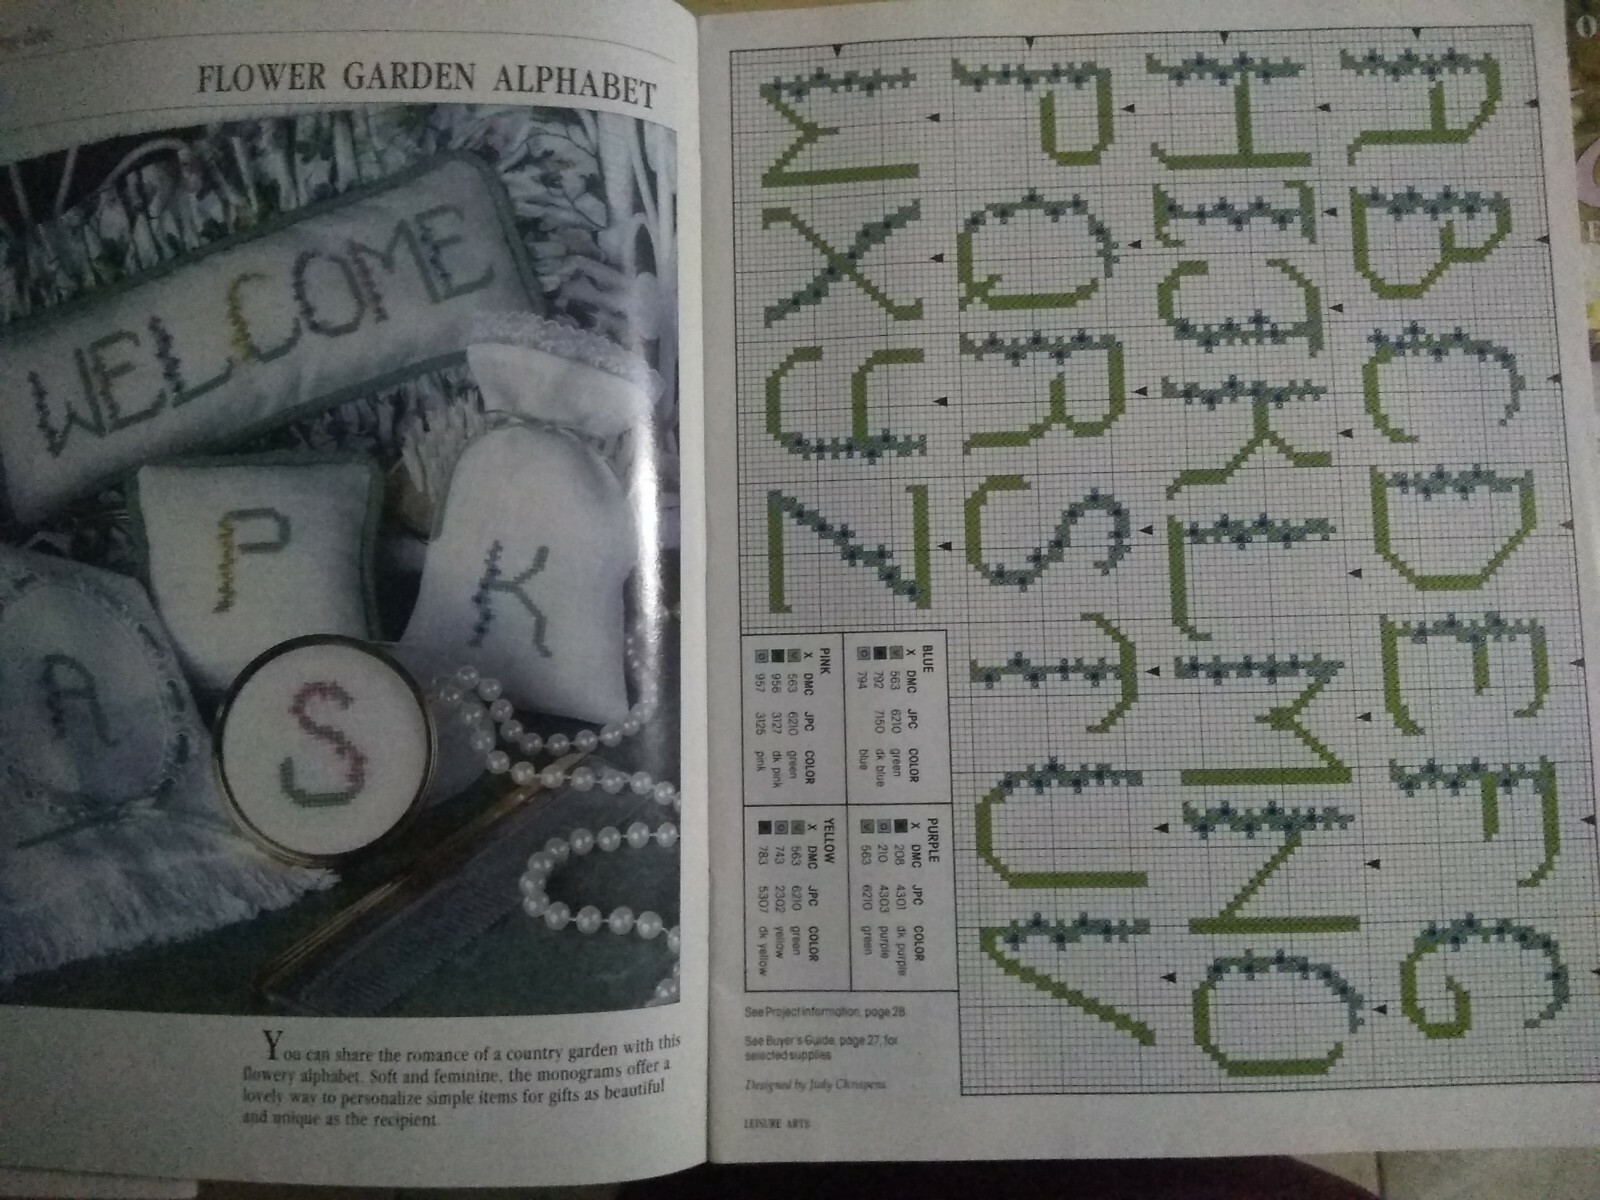 FLOWER GARDEN ALPHABET
WELCOME
P
K
A
S
You can share the romance of a country garden with this
flowery alphabet. Soft and feminine, the monograms offer a
lovely way to personalize simple items for gifts as beautiful
and unique as the recipient.
A B C D E F G
H I J K L M N O
P Q R S T U V
W X Y Z
BLUE
X DMC JPC COLOR
563 6210 green
792 7150 dk blue
794 blue
PURPLE
X DMC JPC COLOR
208 4301 dk purple
210 4303 purple
563 6210 green
PINK
X DMC JPC COLOR
563 6210 green
956 3127 dk pink
957 3125 pink
YELLOW
X DMC JPC COLOR
563 6210 green
743 2302 yellow
783 5307 dk yellow
See Project Information, page 28.
See Buyer's Guide, page 27, for
selected supplies.
Designed by Judy
LEISURE ARTS